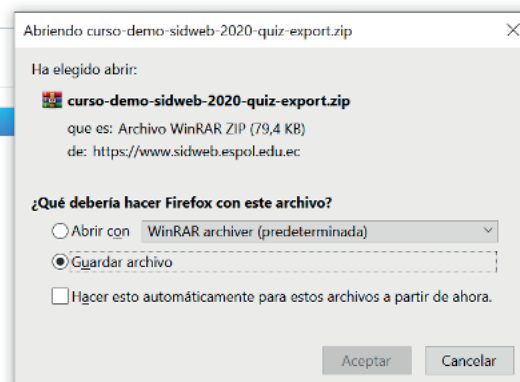 Abriendo curso-demo-sidweb-2020-quiz-export.zip
Ha elegido abrir:
curso-demo-sidweb-2020-quiz-export.zip
que es: Archivo WinRAR ZIP (79,4 KB)
de: https://www.sidweb.espol.edu.ec
¿Qué debería hacer Firefox con este archivo?
Abrir con WinRAR archiver (predeterminada)
Guardar archivo
Hacer esto automáticamente para estos archivos a partir de ahora.
Aceptar Cancelar